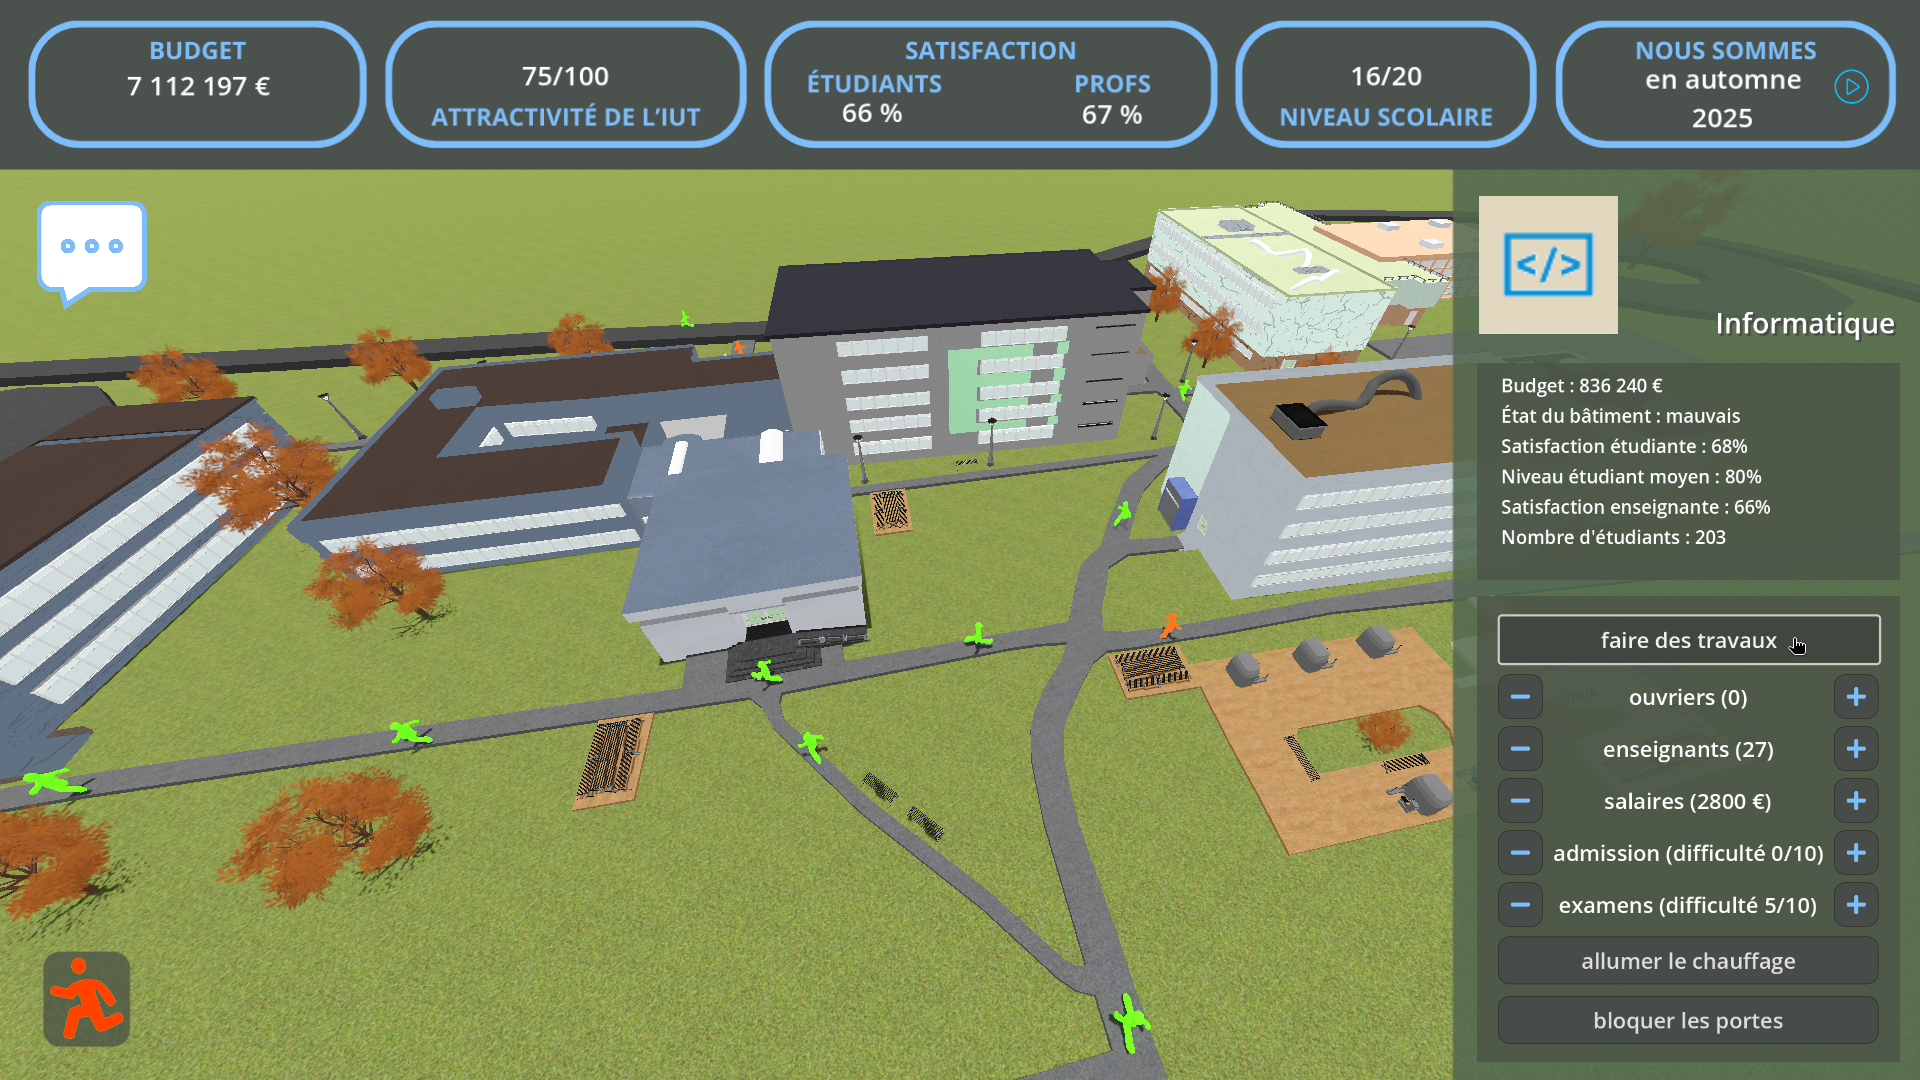 BUDGET
7 112 197 €
75/100
ATTRACTIVITÉ DE L'IUT
SATISFACTION
ÉTUDIANTS
66 %
PROFS
67 %
16/20
NIVEAU SCOLAIRE
NOUS SOMMES
en automne
2025
</>
Informatique
Budget : 836 240 €
État du bâtiment : mauvais
Satisfaction étudiante : 68%
Niveau étudiant moyen : 80%
Satisfaction enseignante : 66%
Nombre d'étudiants : 203
faire des travaux
ouvriers (0)
enseignants (27)
salaires (2800 €)
admission (difficulté 0/10)
examens (difficulté 5/10)
allumer le chauffage
bloquer les portes